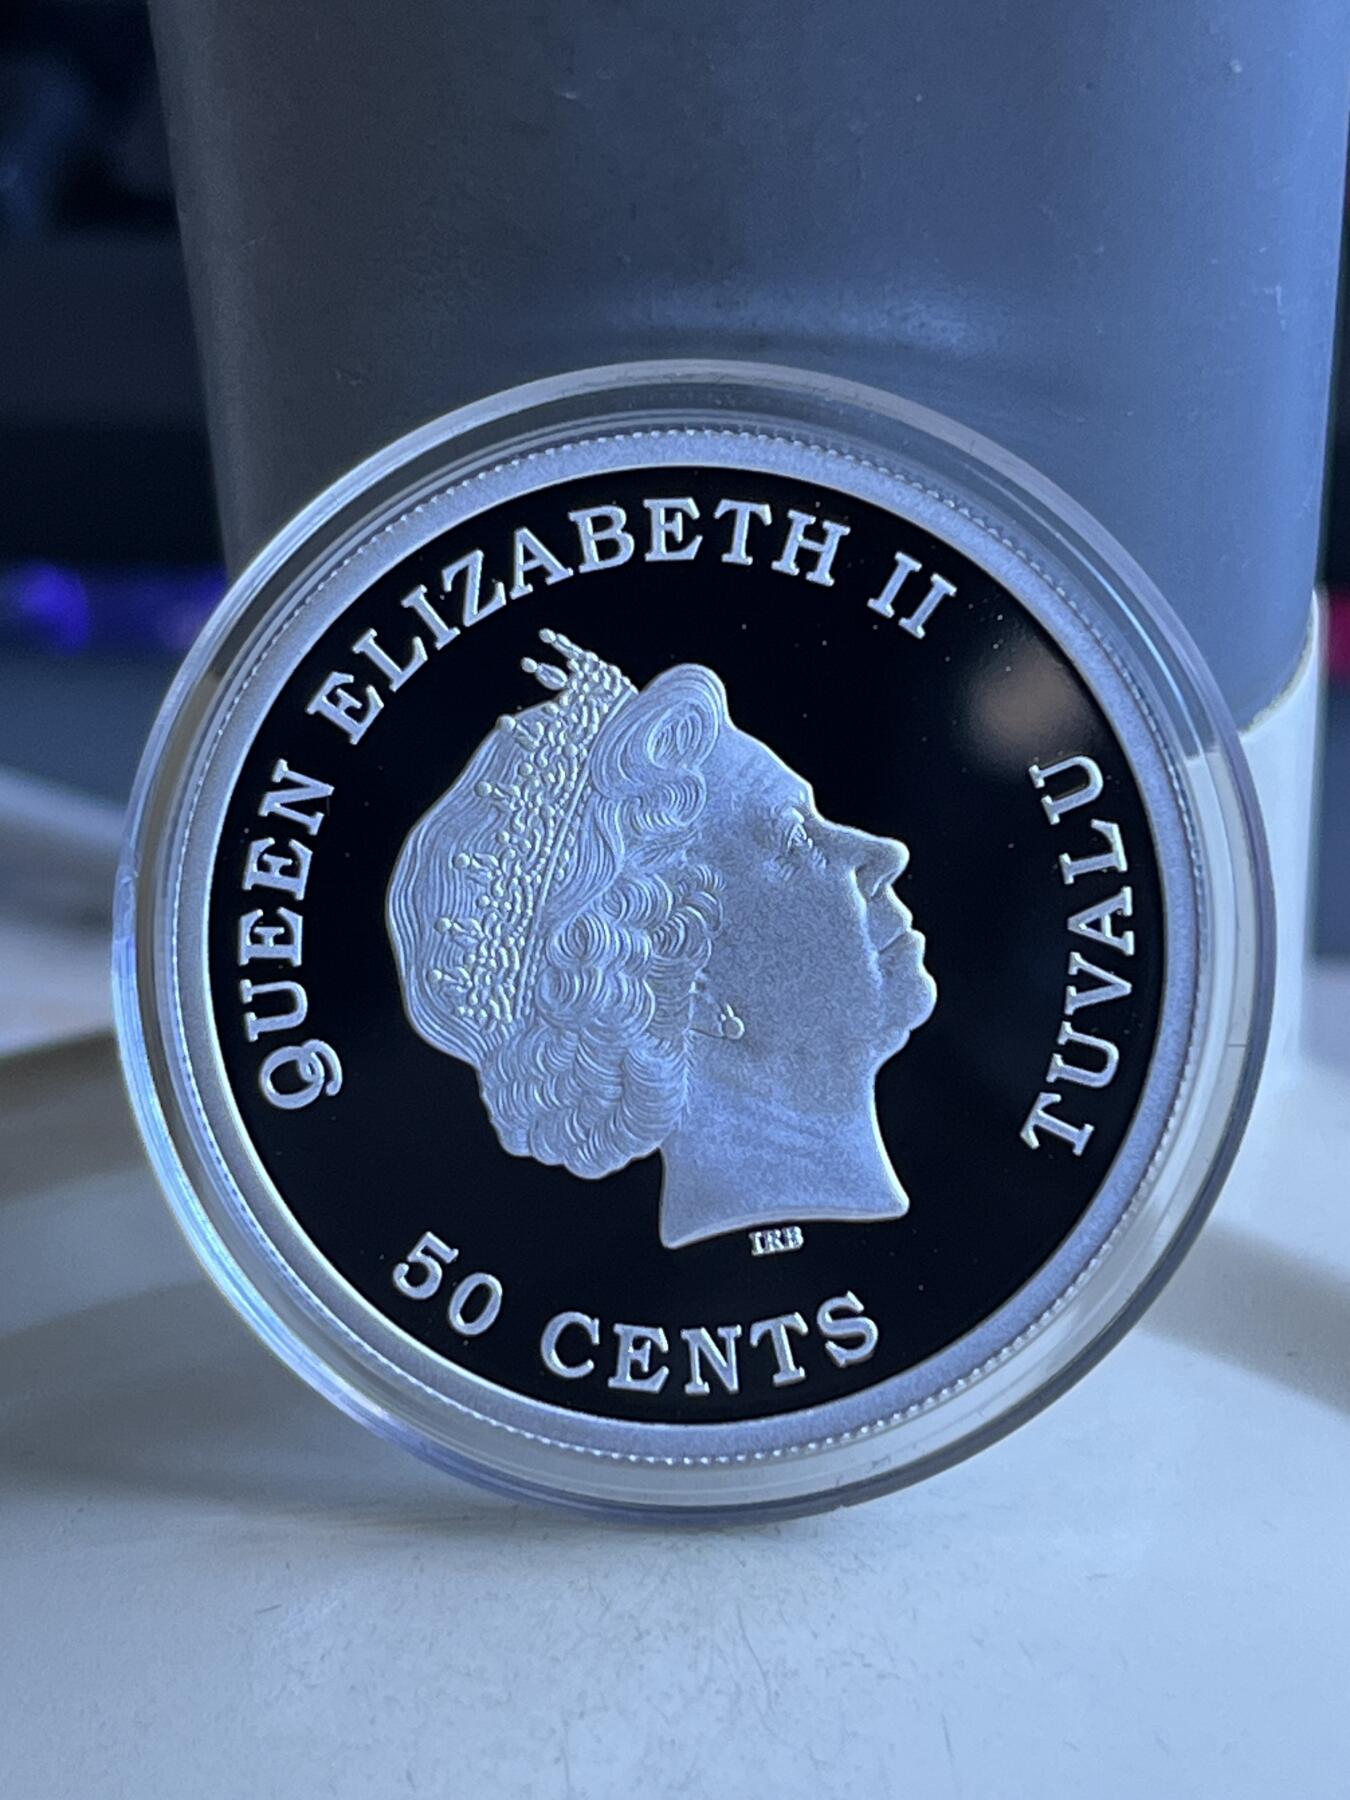 QUEEN ELIZABETH II
TUVALU
IRB
50 CENTS